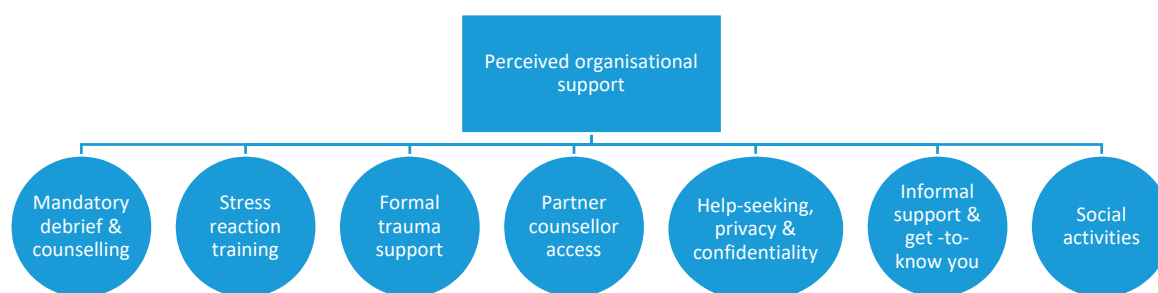 Perceived organisational
support
Mandatory
debrief &
counselling
Stress
reaction
training
Formal
trauma
support
Partner
counsellor
access
Help-seeking,
privacy &
confidentiality
Informal
support &
get -to-
know you
Social
activities